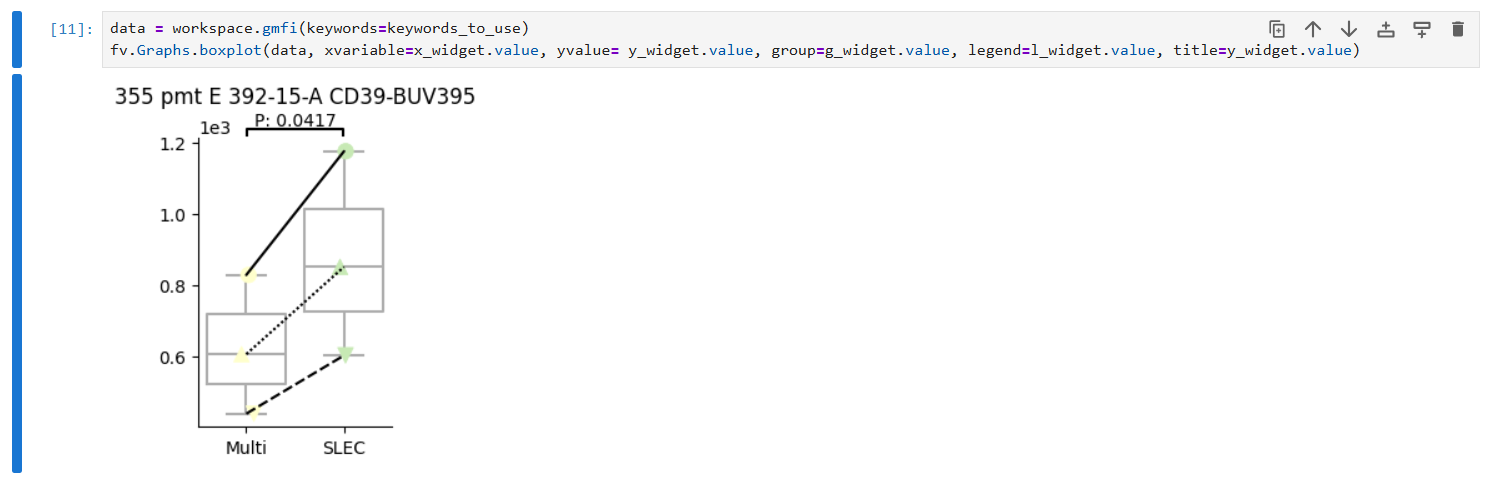 [11]: data = workspace.gmfi(keywords=keywords_to_use)
fv.Graphs.boxplot(data, xvariable=x_widget.value, yvalue= y_widget.value, group=g_widget.value, legend=l_widget.value, title=y_widget.value)
355 pmt E 392-15-A CD39-BUV395
1e3
P: 0.0417
1.2
1.0
0.8
0.6
Multi SLEC